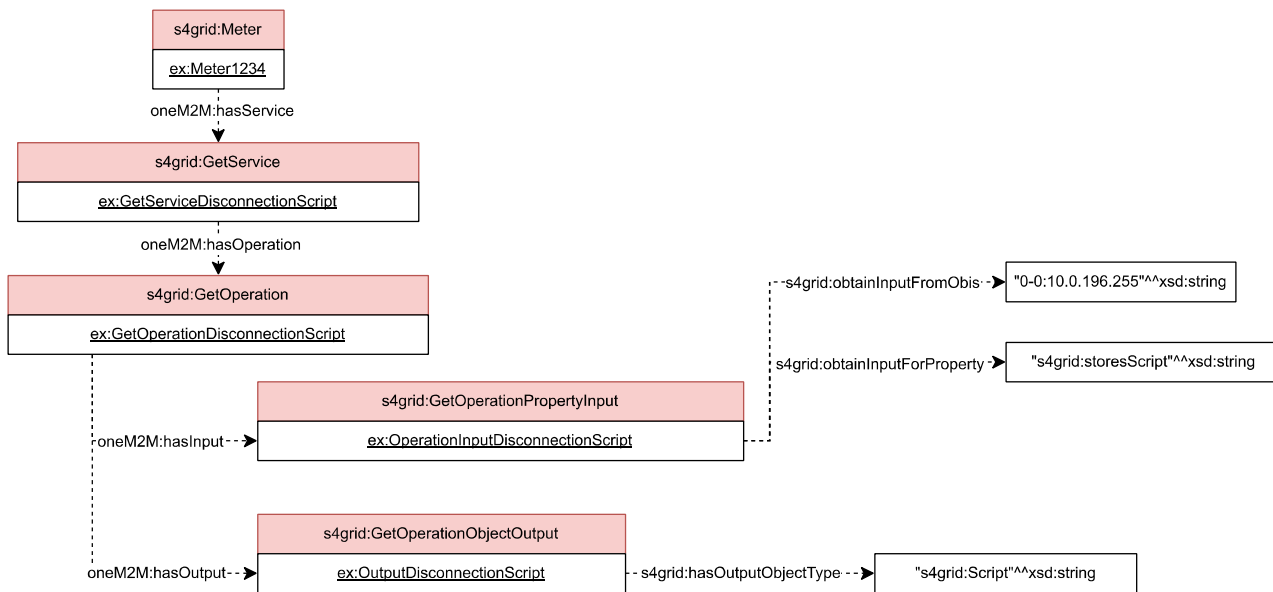 s4grid:Meter
ex:Meter1234
oneM2M:hasService
s4grid:GetService
ex:GetServiceDisconnectionScript
oneM2M:hasOperation
s4grid:GetOperation
ex:GetOperationDisconnectionScript
s4grid:obtainInputFromObis
"0-0:10.0.196.255"^^xsd:string
s4grid:obtainInputForProperty
"s4grid:storesScript"^^xsd:string
s4grid:GetOperationPropertyInput
oneM2M:hasInput
ex:OperationInputDisconnectionScript
s4grid:GetOperationObjectOutput
oneM2M:hasOutput
ex:OutputDisconnectionScript
s4grid:hasOutputObjectType
"s4grid:Script"^^xsd:string